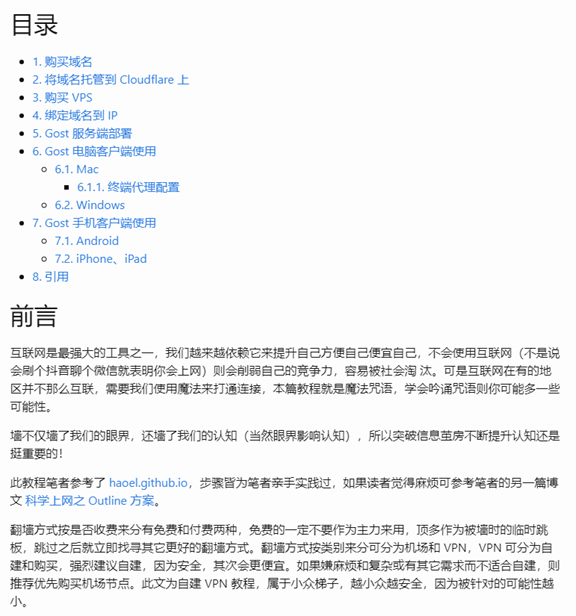 目录
1. 购买域名
2. 将域名托管到 Cloudflare 上
3. 购买 VPS
4. 绑定域名到 IP
5. Gost 服务端部署
6. Gost 电脑客户端使用
6.1. Mac
6.1.1. 终端代理配置
6.2. Windows
7. Gost 手机客户端使用
7.1. Android
7.2. iPhone、iPad
8. 引用
前言
互联网是最强大的工具之一，我们越来越依赖它来提升自己方便自己便宜自己，不会使用互联网（不是说
会刷个抖音聊个微信就表明你会上网）则会削弱自己的竞争力，容易被社会淘 汰。可是互联网在有的地
区并不那么互联，需要我们使用魔法来打通连接，本篇教程就是魔法咒语，学会吟诵咒语则你可能多一些
可能性。
墙不仅墙了我们的眼界，还墙了我们的认知（当然眼界影响认知），所以突破信息茧房不断提升认知还是
挺重要的！
此教程笔者参考了 haoel.github.io，步骤皆为笔者亲手实践过，如果读者觉得麻烦可参考笔者的另一篇博
文 科学上网之 Outline 方案。
翻墙方式按是否收费来分有免费和付费两种，免费的一定不要作为主力来用，顶多作为被墙时的临时跳
板，跳过之后就立即找寻其它更好的翻墙方式。翻墙方式按类别来分可分为机场和 VPN，VPN 可分为自
建和购买，强烈建议自建，因为安全，其次会更便宜。如果嫌麻烦和复杂或有其它需求而不适合自建，则
推荐优先购买机场节点。此文为自建 VPN 教程，属于小众梯子，越小众越安全，因为被针对的可能性越
小。